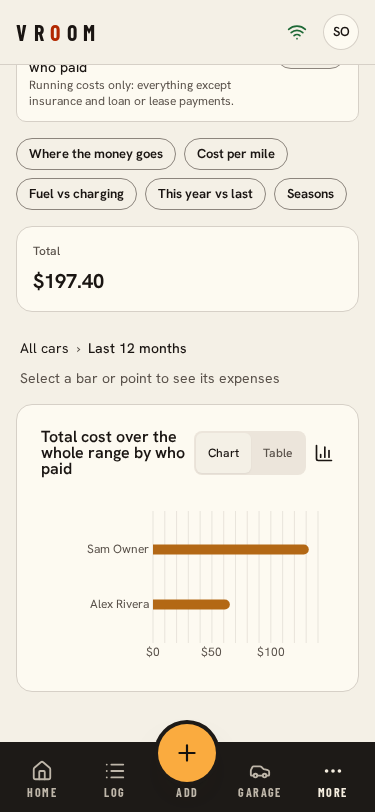 VROOM
SO
who paid
Running costs only: everything except
insurance and loan or lease payments.
Where the money goes
Cost per mile
Fuel vs charging
This year vs last
Seasons
Total
$197.40
All cars › Last 12 months
Select a bar or point to see its expenses
Total cost over the
whole range by who
paid
Chart
Table
Sam Owner
Alex Rivera
$0
$50
$100
HOME
LOG
ADD
GARAGE
MORE